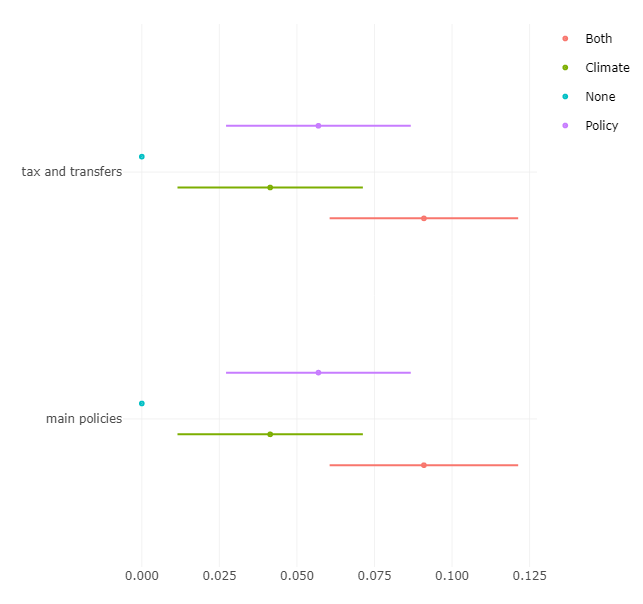 Both
Climate
None
Policy
tax and transfers
main policies
0.000 0.025 0.050 0.075 0.100 0.125